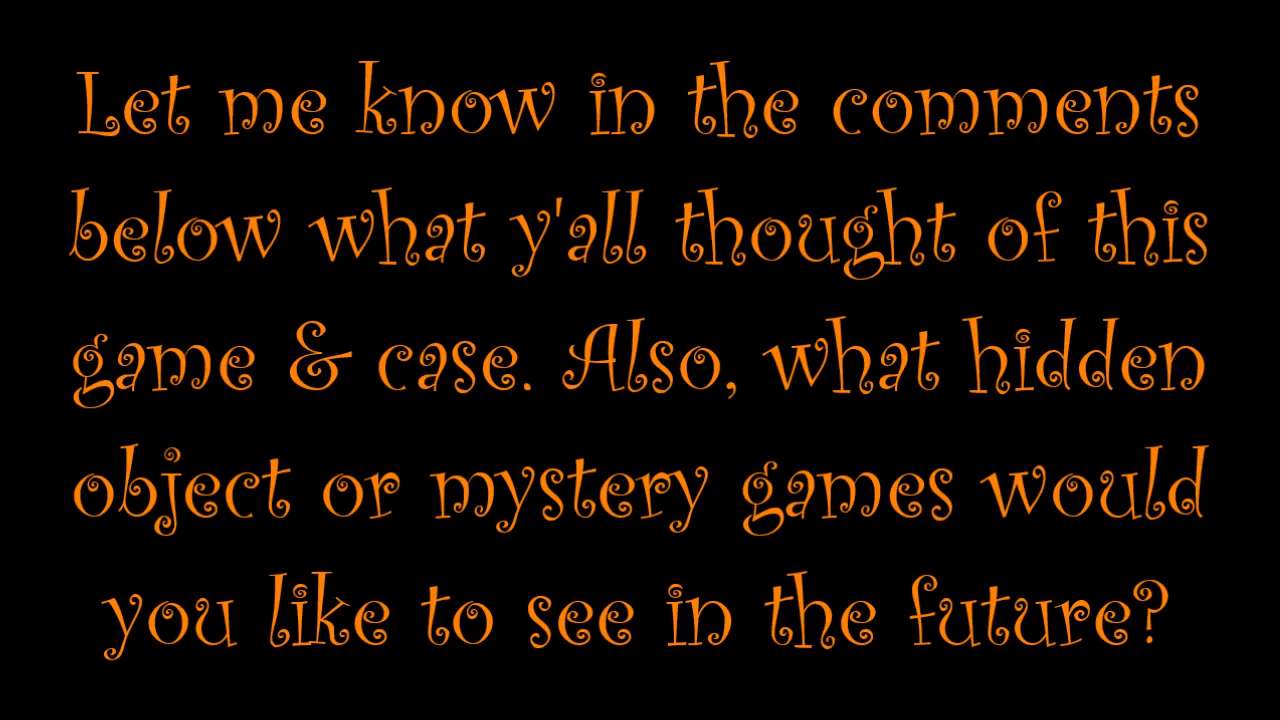 Let me know in the comments
below what y'all thought of this
game & case. Also, what hidden
object or mystery games would
you like to see in the future?